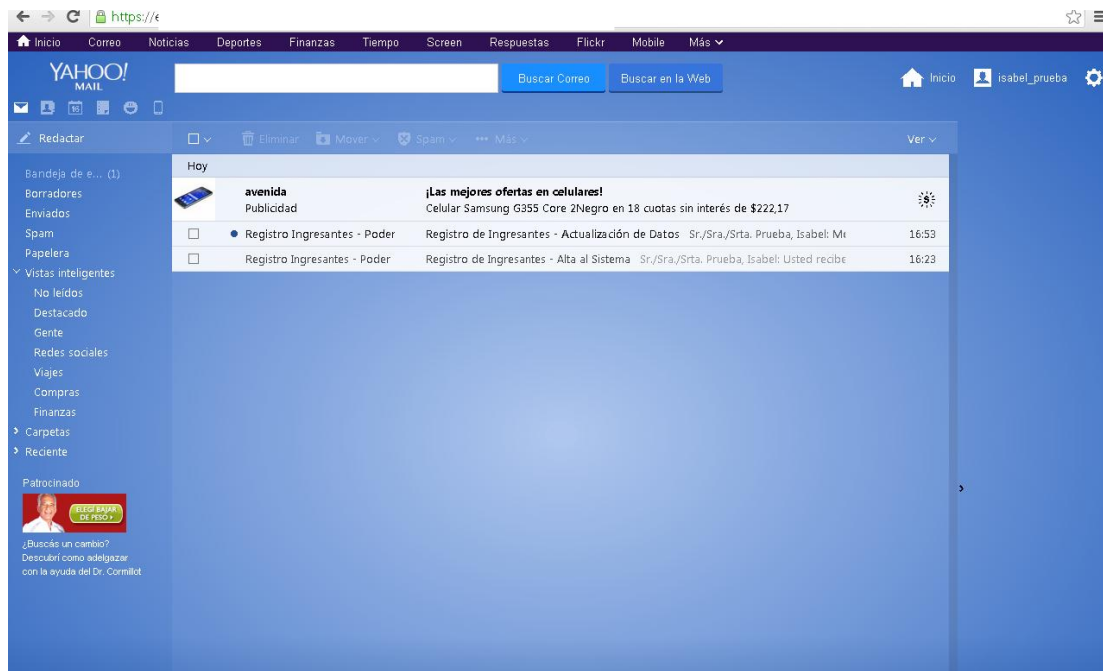 https://e
Inicio Correo Noticias Deportes Finanzas Tiempo Screen Respuestas Flickr Mobile Más
YAHOO!
MAIL
Buscar Correo Buscar en la Web Inicio isabel_prueba
Redactar Eliminar Mover Spam Más Ver
Bandeja de e... (1)
Borradores
Enviados
Spam
Papelera
Vistas inteligentes
No leídos
Destacado
Gente
Redes sociales
Viajes
Compras
Finanzas
Carpetas
Reciente
Patrocinado
ELEGÍ BAJAR
DE PESO
¿Buscás un cambio?
Descubrí como adelgazar
con la ayuda del Dr. Cormillot
Hoy
avenida ¡Las mejores ofertas en celulares!
Publicidad Celular Samsung G355 Core 2Negro en 18 cuotas sin interés de $222,17
Registro Ingresantes - Poder Registro de Ingresantes - Actualización de Datos Sr./Sra./Srta. Prueba, Isabel: Me 16:53
Registro Ingresantes - Poder Registro de Ingresantes - Alta al Sistema Sr./Sra./Srta. Prueba, Isabel: Usted recibe 16:23